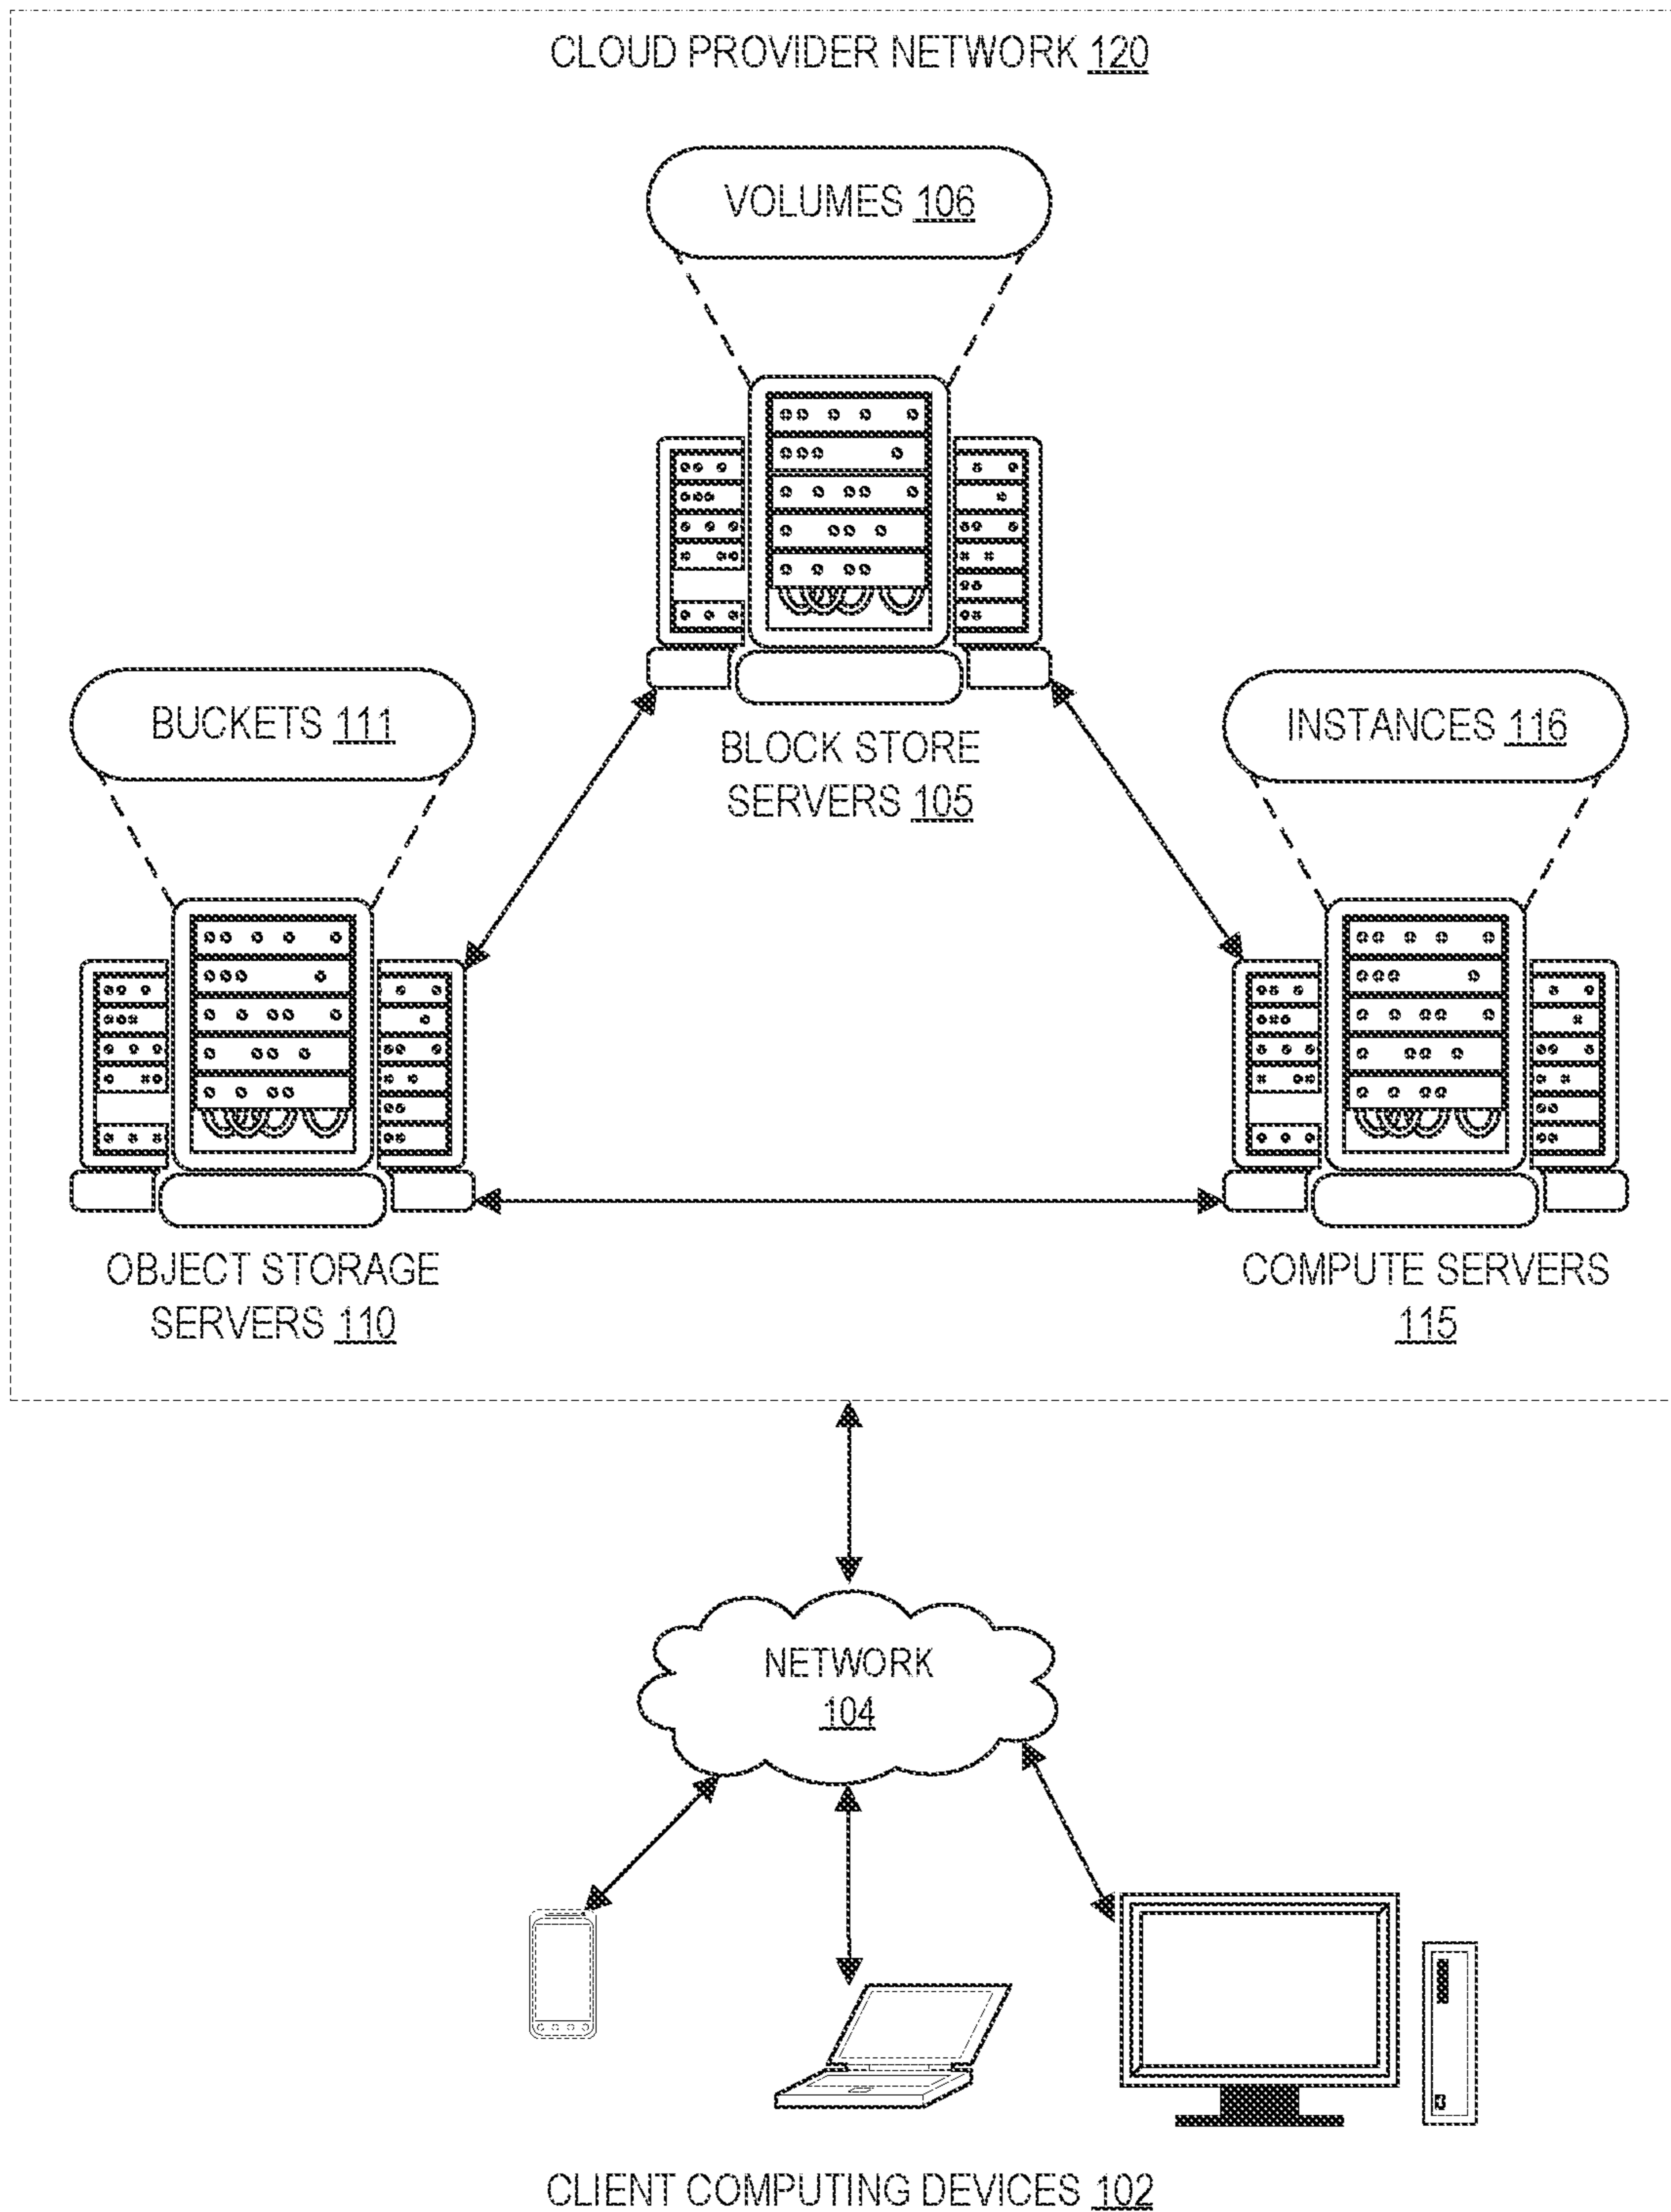 CLOUD PROVIDER NETWORK 120
VOLUMES 106
BUCKETS 111
BLOCK STORE
SERVERS 105
INSTANCES 116
OBJECT STORAGE
SERVERS 110
COMPUTE SERVERS
115
NETWORK
104
CLIENT COMPUTING DEVICES 102